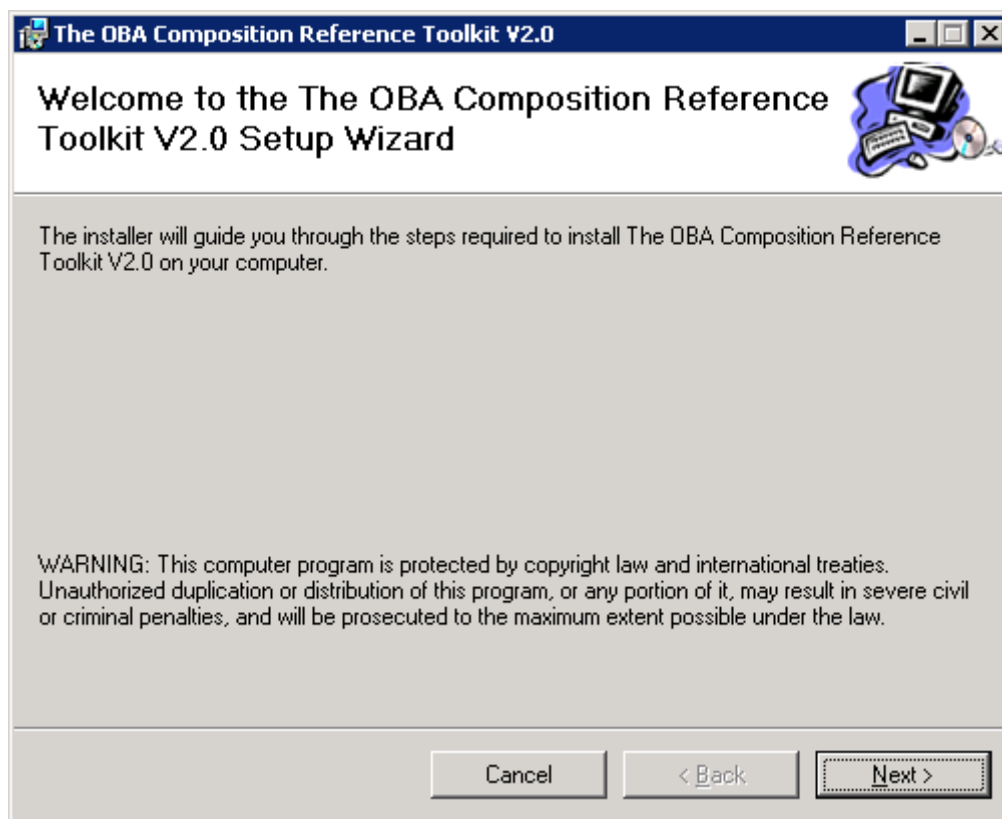 The OBA Composition Reference Toolkit V2.0
Welcome to the The OBA Composition Reference
Toolkit V2.0 Setup Wizard
The installer will guide you through the steps required to install The OBA Composition Reference
Toolkit V2.0 on your computer.
WARNING: This computer program is protected by copyright law and international treaties.
Unauthorized duplication or distribution of this program, or any portion of it, may result in severe civil
or criminal penalties, and will be prosecuted to the maximum extent possible under the law.
Cancel
< Back
Next >